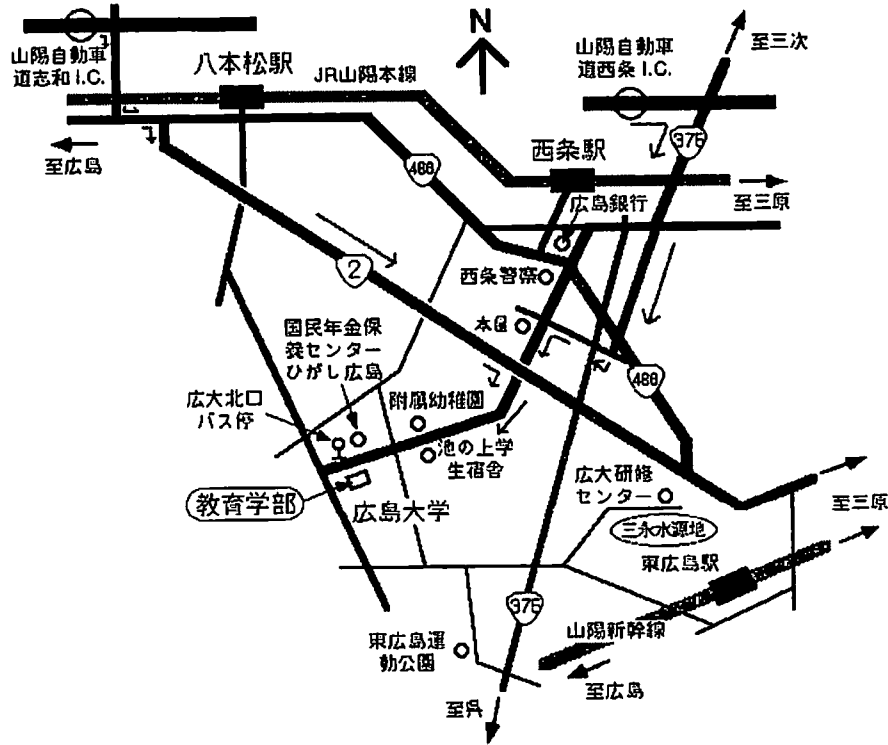 N
山陽自動車
道志和 I.C.
八本松駅
JR山陽本線
山陽自動車
道西条 I.C.
至三次
375
486
西条駅
至広島
至三原
広島銀行
2
西条警察
本屋
国民年金保
養センター
ひがし広島
486
広大北口
バス停
附属幼稚園
池の上学
生宿舎
教育学部
広島大学
広大研修
センター
三永水源地
至三原
東広島駅
375
山陽新幹線
東広島運
動公園
至広島
至呉